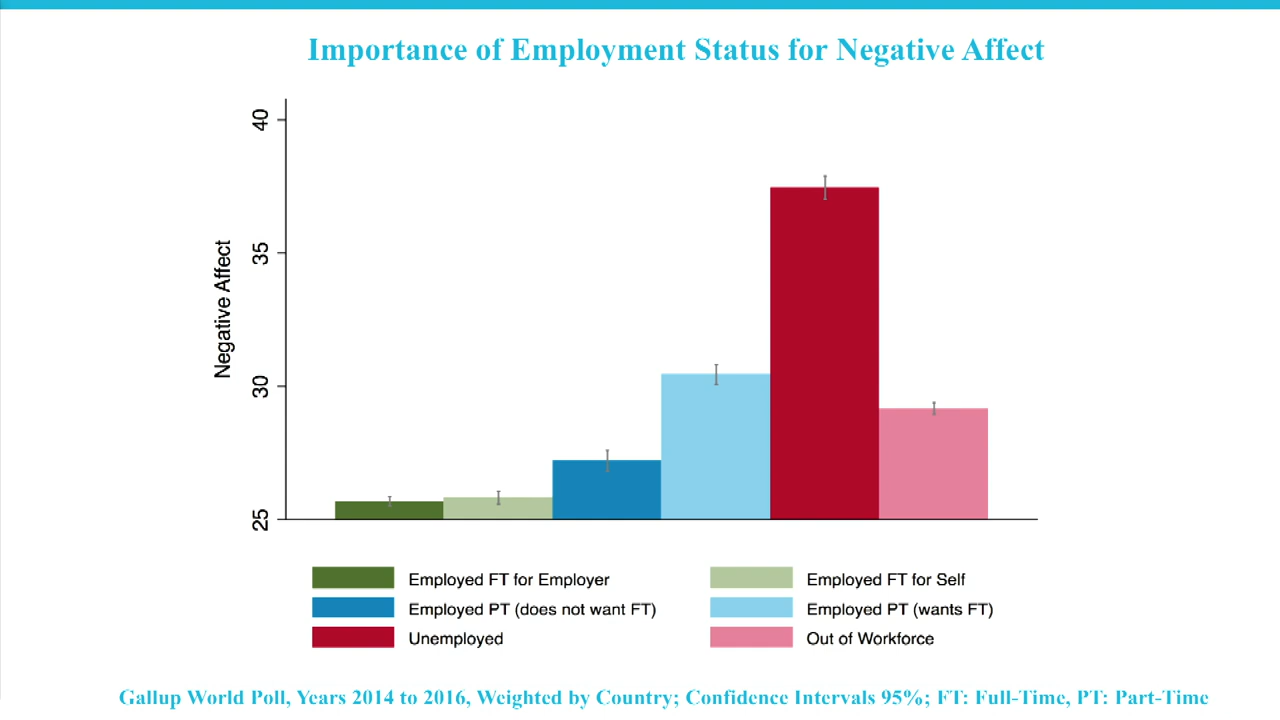 Importance of Employment Status for Negative Affect
40
35
30
25
Negative Affect
Employed FT for Employer
Employed FT for Self
Employed PT (does not want FT)
Employed PT (wants FT)
Unemployed
Out of Workforce
Gallup World Poll, Years 2014 to 2016, Weighted by Country; Confidence Intervals 95%; FT: Full-Time, PT: Part-Time